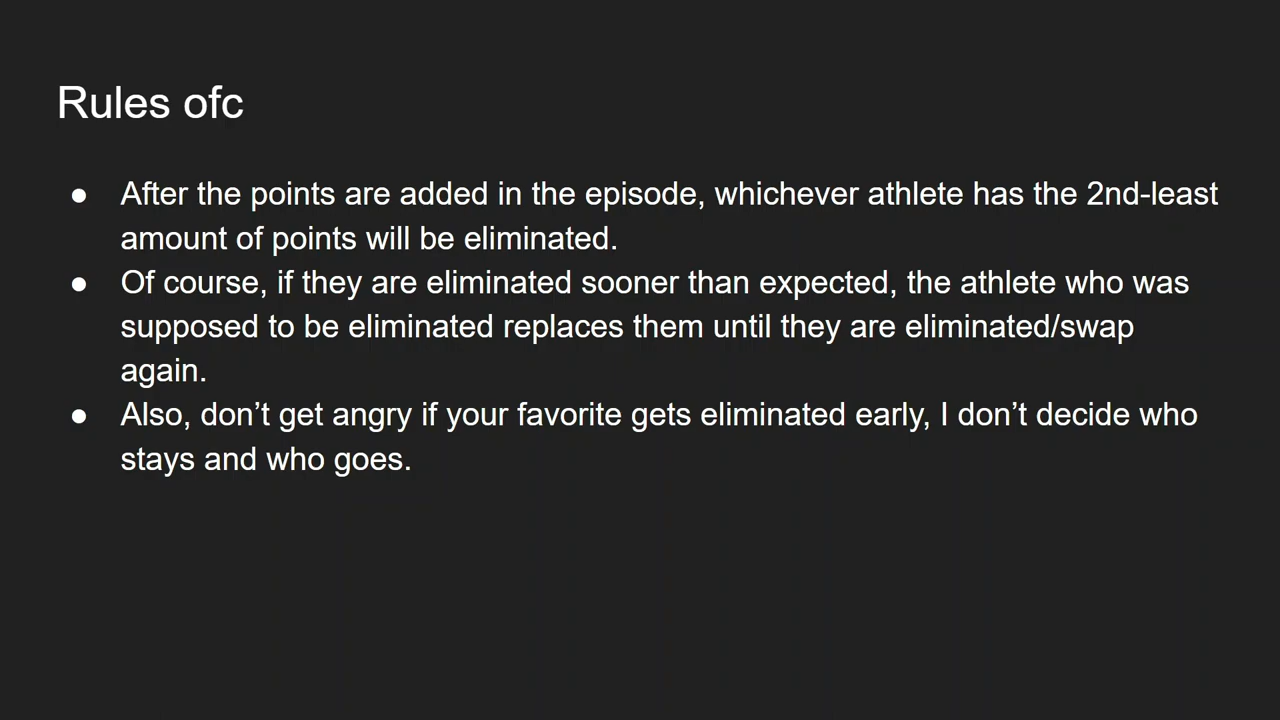 Rules ofc
● After the points are added in the episode, whichever athlete has the 2nd-least
amount of points will be eliminated.
● Of course, if they are eliminated sooner than expected, the athlete who was
supposed to be eliminated replaces them until they are eliminated/swap
again.
● Also, don’t get angry if your favorite gets eliminated early, I don’t decide who
stays and who goes.